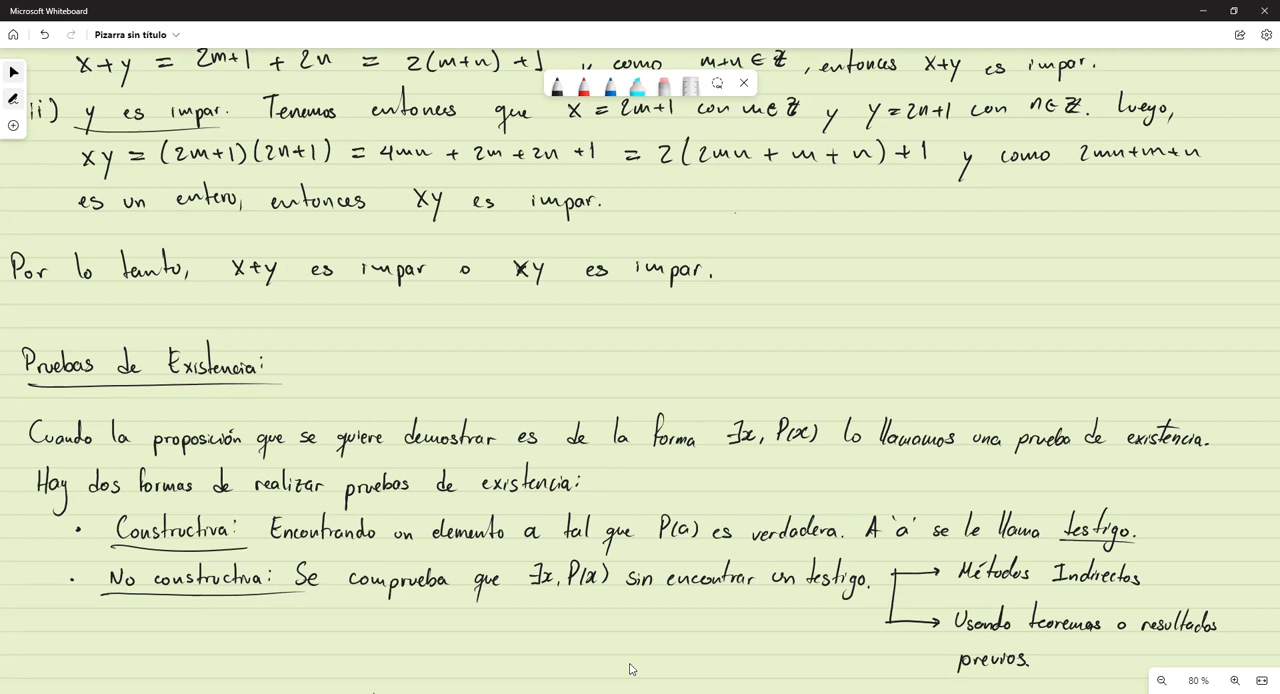 Microsoft Whiteboard
Pizarra sin título
x+y = 2m+1 + 2n = 2(m+n) +1 y como m+n ∈ ℤ, entonces x+y es impar.
ii) y es impar. Tenemos entonces que x = 2m+1 con m∈ℤ y y=2n+1 con n∈ℤ. Luego,
xy = (2m+1)(2n+1) = 4mn + 2m + 2n +1 = 2(2mn + m + n) +1 y como 2mn+m+n
es un entero, entonces xy es impar.
Por lo tanto, x+y es impar o xy es impar.
Pruebas de Existencia:
Cuando la proposición que se quiere demostrar es de la forma ∃x, P(x) lo llamamos una prueba de existencia.
Hay dos formas de realizar pruebas de existencia:
· Constructiva: Encontrando un elemento a tal que P(a) es verdadera. A 'a' se le llama testigo.
· No constructiva: Se comprueba que ∃x, P(x) sin encontrar un testigo. → Métodos Indirectos
→ Usando teoremas o resultados
previos.
80 %